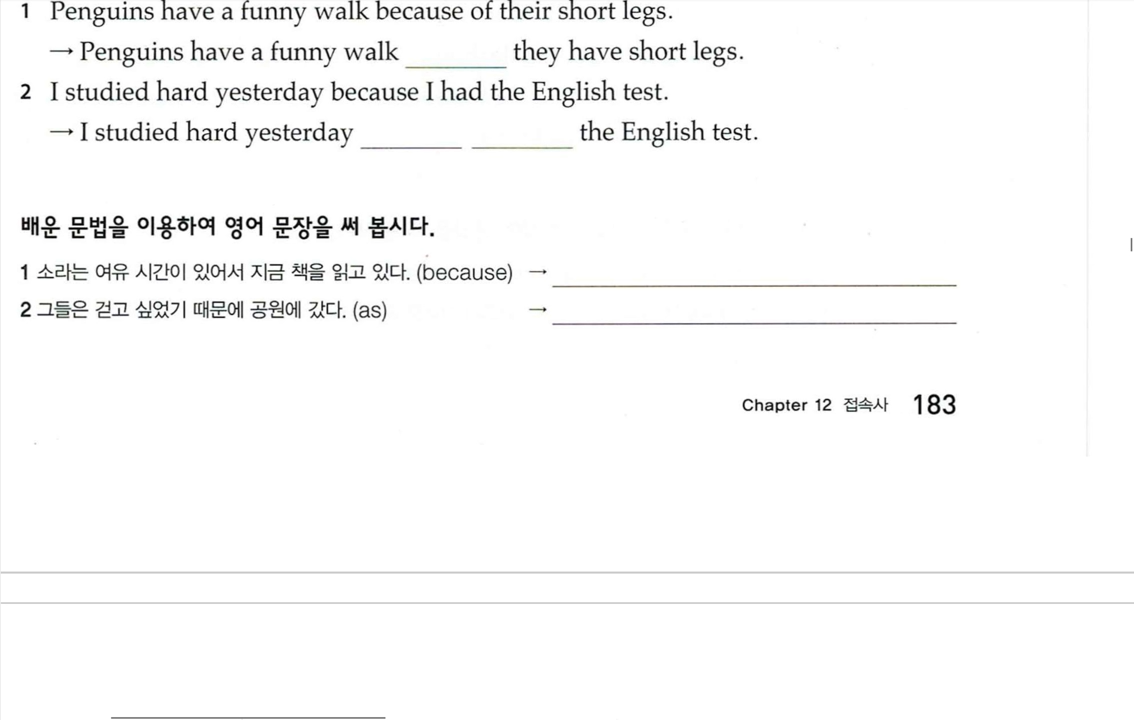 1 Penguins have a funny walk because of their short legs.
→ Penguins have a funny walk ________ they have short legs.
2 I studied hard yesterday because I had the English test.
→ I studied hard yesterday ________ ________ the English test.
배운 문법을 이용하여 영어 문장을 써 봅시다.
1 소라는 여유 시간이 있어서 지금 책을 읽고 있다. (because) → ________
2 그들은 걷고 싶었기 때문에 공원에 갔다. (as) → ________
Chapter 12 접속사 183